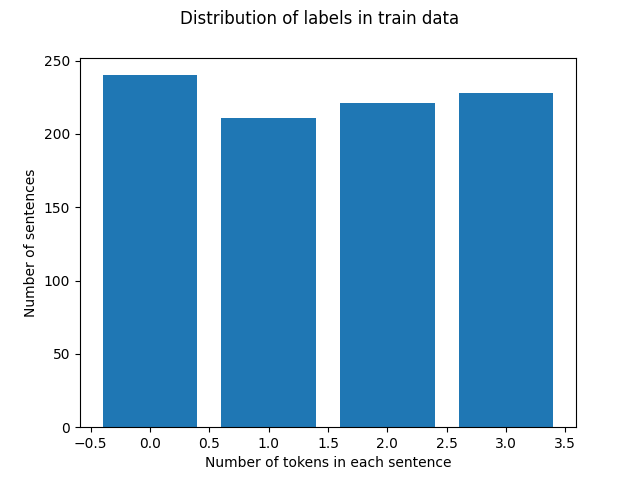 Distribution of labels in train data
250
200
150
100
50
0
Number of sentences
−0.5 0.0 0.5 1.0 1.5 2.0 2.5 3.0 3.5
Number of tokens in each sentence